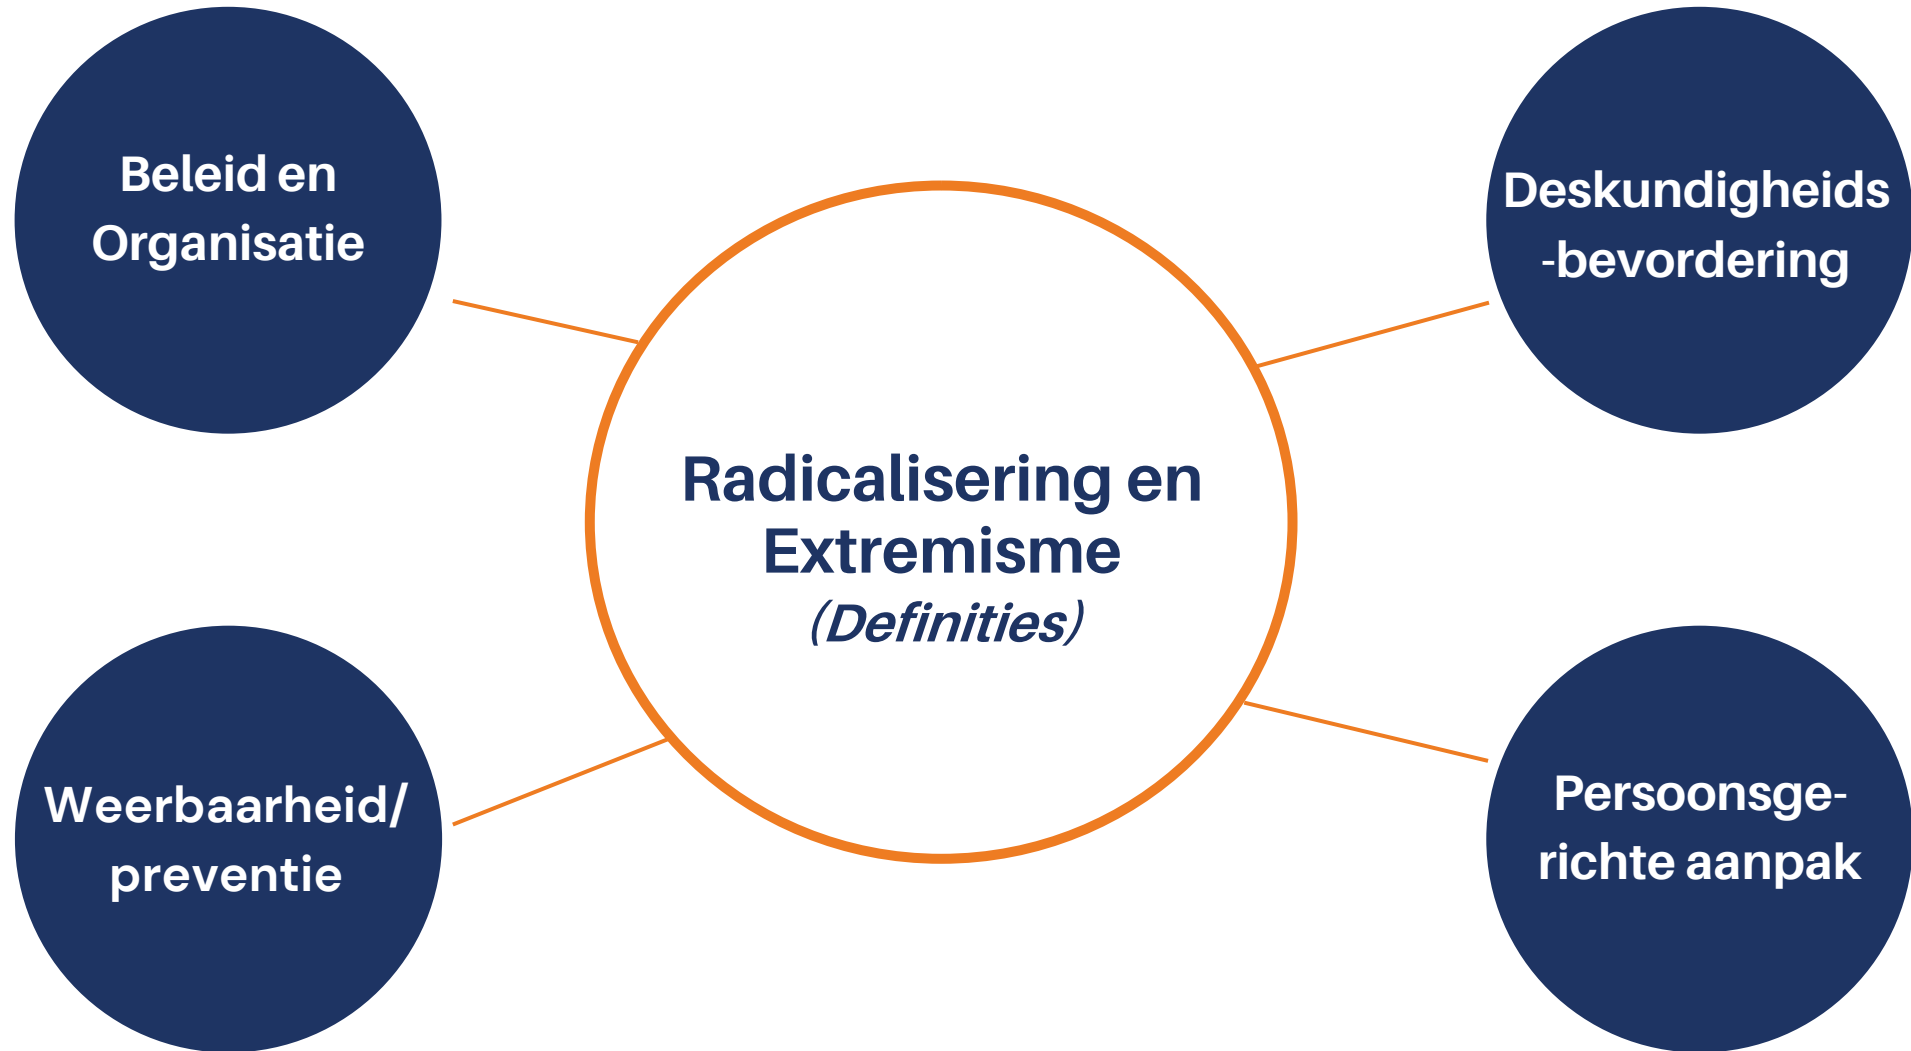 Beleid en
Organisatie
Deskundigheids
-bevordering
Radicalisering en
Extremisme
(Definities)
Weerbaarheid/
preventie
Persoonsge-
richte aanpak